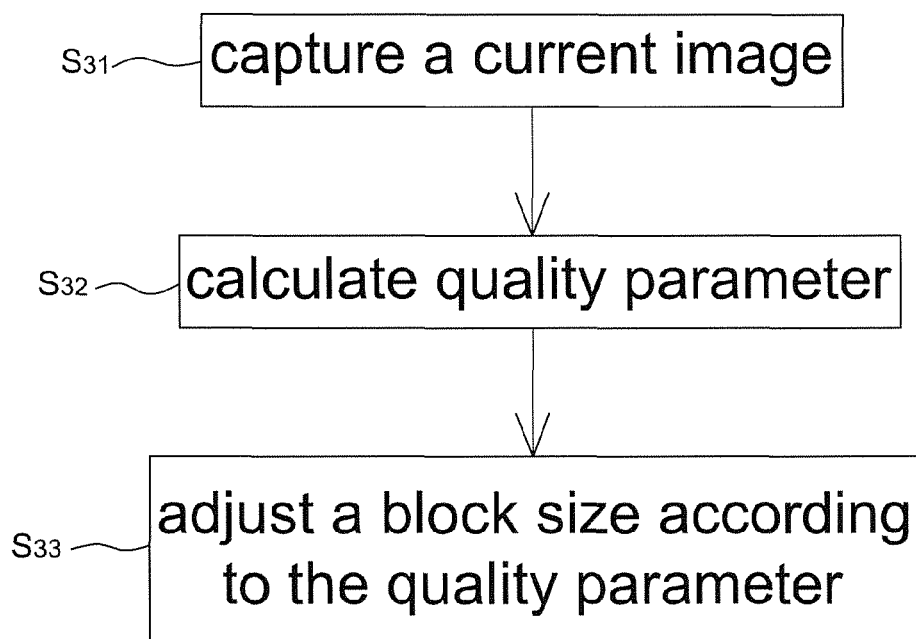 S31 capture a current image
S32 calculate quality parameter
S33 adjust a block size according
to the quality parameter